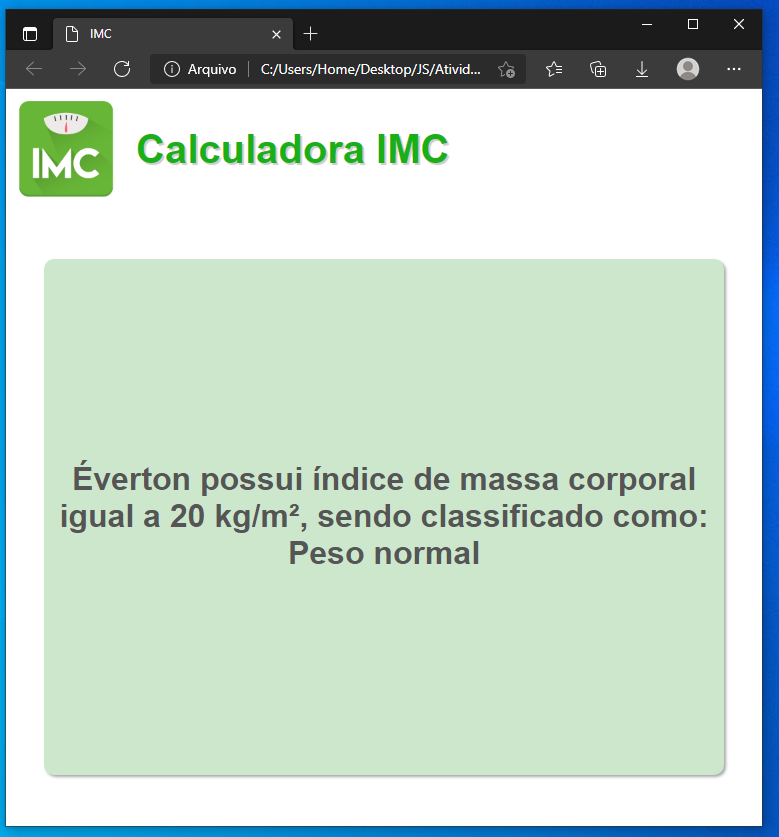 IMC
Arquivo C:/Users/Home/Desktop/JS/Ativid...
IMC
Calculadora IMC
Éverton possui índice de massa corporal
igual a 20 kg/m², sendo classificado como:
Peso normal